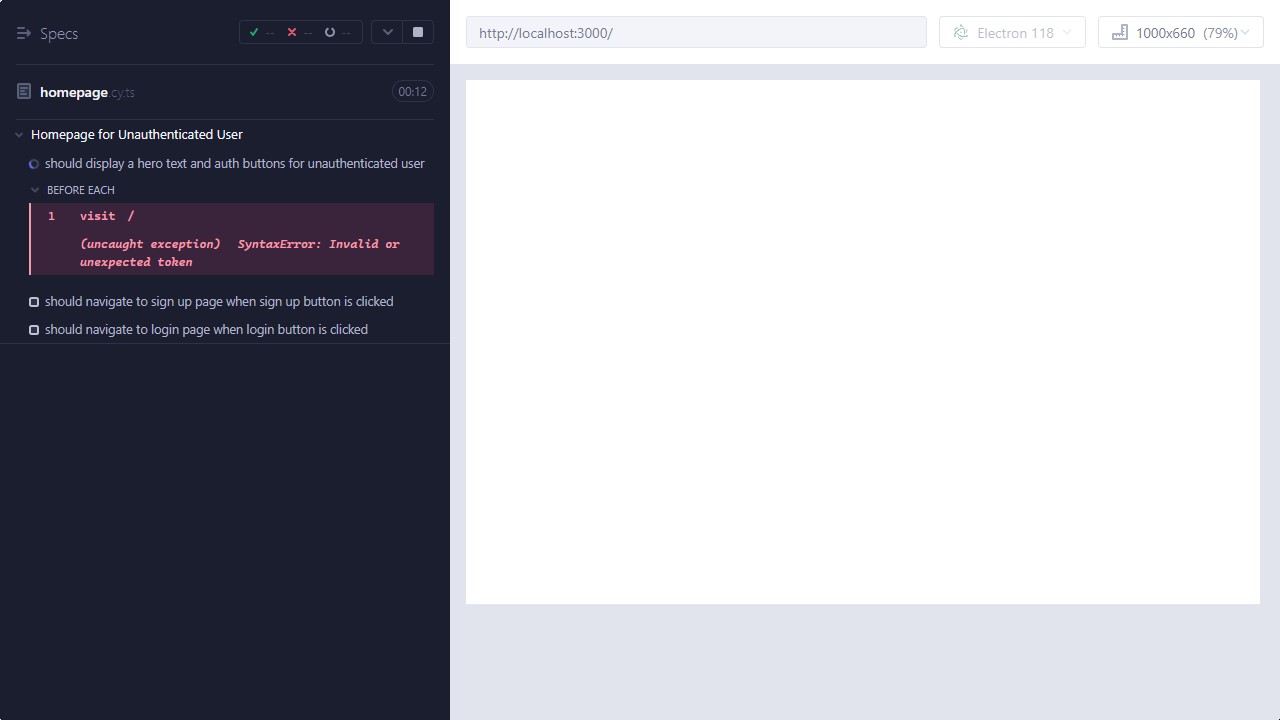 Specs
-- -- --
homepage.cy.ts 00:12
Homepage for Unauthenticated User
should display a hero text and auth buttons for unauthenticated user
BEFORE EACH
1 visit /
(uncaught exception) SyntaxError: Invalid or
unexpected token
should navigate to sign up page when sign up button is clicked
should navigate to login page when login button is clicked
http://localhost:3000/
Electron 118
1000x660 (79%)